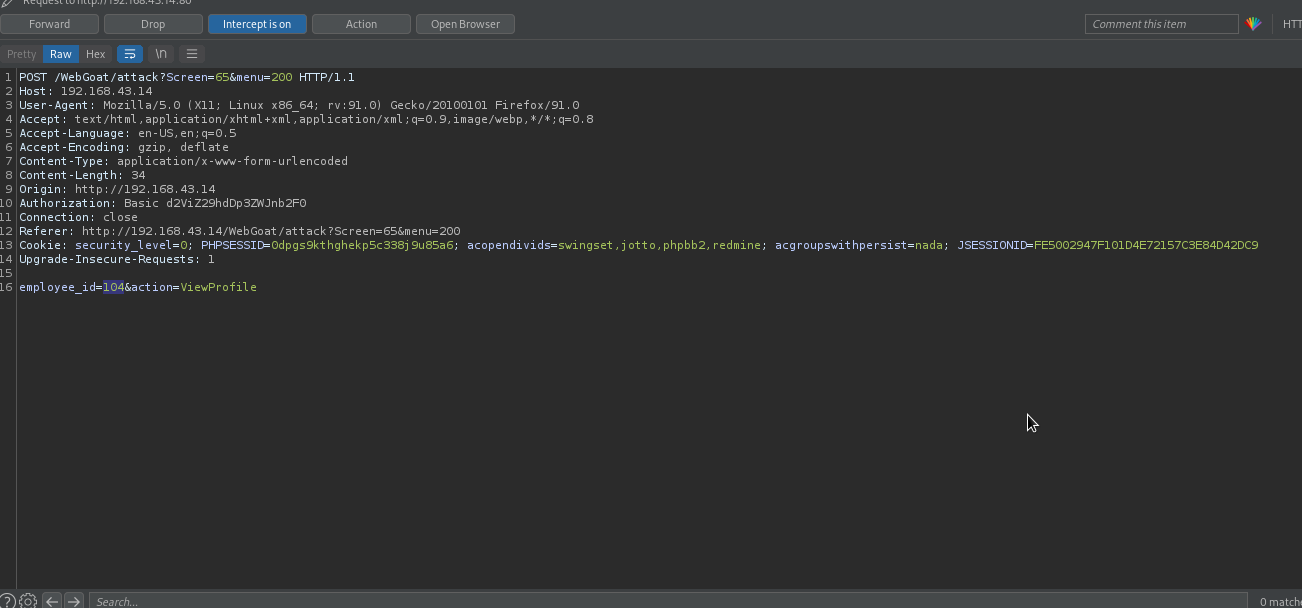 Request to http://192.168.43.14:80
Forward Drop Intercept is on Action Open Browser Comment this item HTT
Pretty Raw Hex \n
1 POST /WebGoat/attack?Screen=65&menu=200 HTTP/1.1
2 Host: 192.168.43.14
3 User-Agent: Mozilla/5.0 (X11; Linux x86_64; rv:91.0) Gecko/20100101 Firefox/91.0
4 Accept: text/html,application/xhtml+xml,application/xml;q=0.9,image/webp,*/*;q=0.8
5 Accept-Language: en-US,en;q=0.5
6 Accept-Encoding: gzip, deflate
7 Content-Type: application/x-www-form-urlencoded
8 Content-Length: 34
9 Origin: http://192.168.43.14
10 Authorization: Basic d2ViZ29hdDp3ZWJnb2F0
11 Connection: close
12 Referer: http://192.168.43.14/WebGoat/attack?Screen=65&menu=200
13 Cookie: security_level=0; PHPSESSID=0dpgs9kthghekp5c338j9u85a6; acopendivids=swingset,jotto,phpbb2,redmine; acgroupswithpersist=nada; JSESSIONID=FE5002947F101D4E72157C3E84D42DC9
14 Upgrade-Insecure-Requests: 1
15
16 employee_id=104&action=ViewProfile
? Search... 0 matche